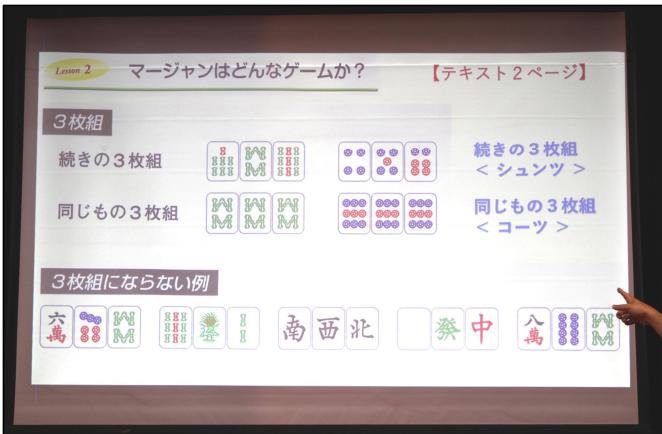 Lesson 2 マージャンはどんなゲームか? 【テキスト2ページ】
3枚組
続きの3枚組
続きの3枚組
< シュンツ >
同じもの3枚組
同じもの3枚組
< コーツ >
3枚組にならない例
六萬 南 西 北 發 中 八萬